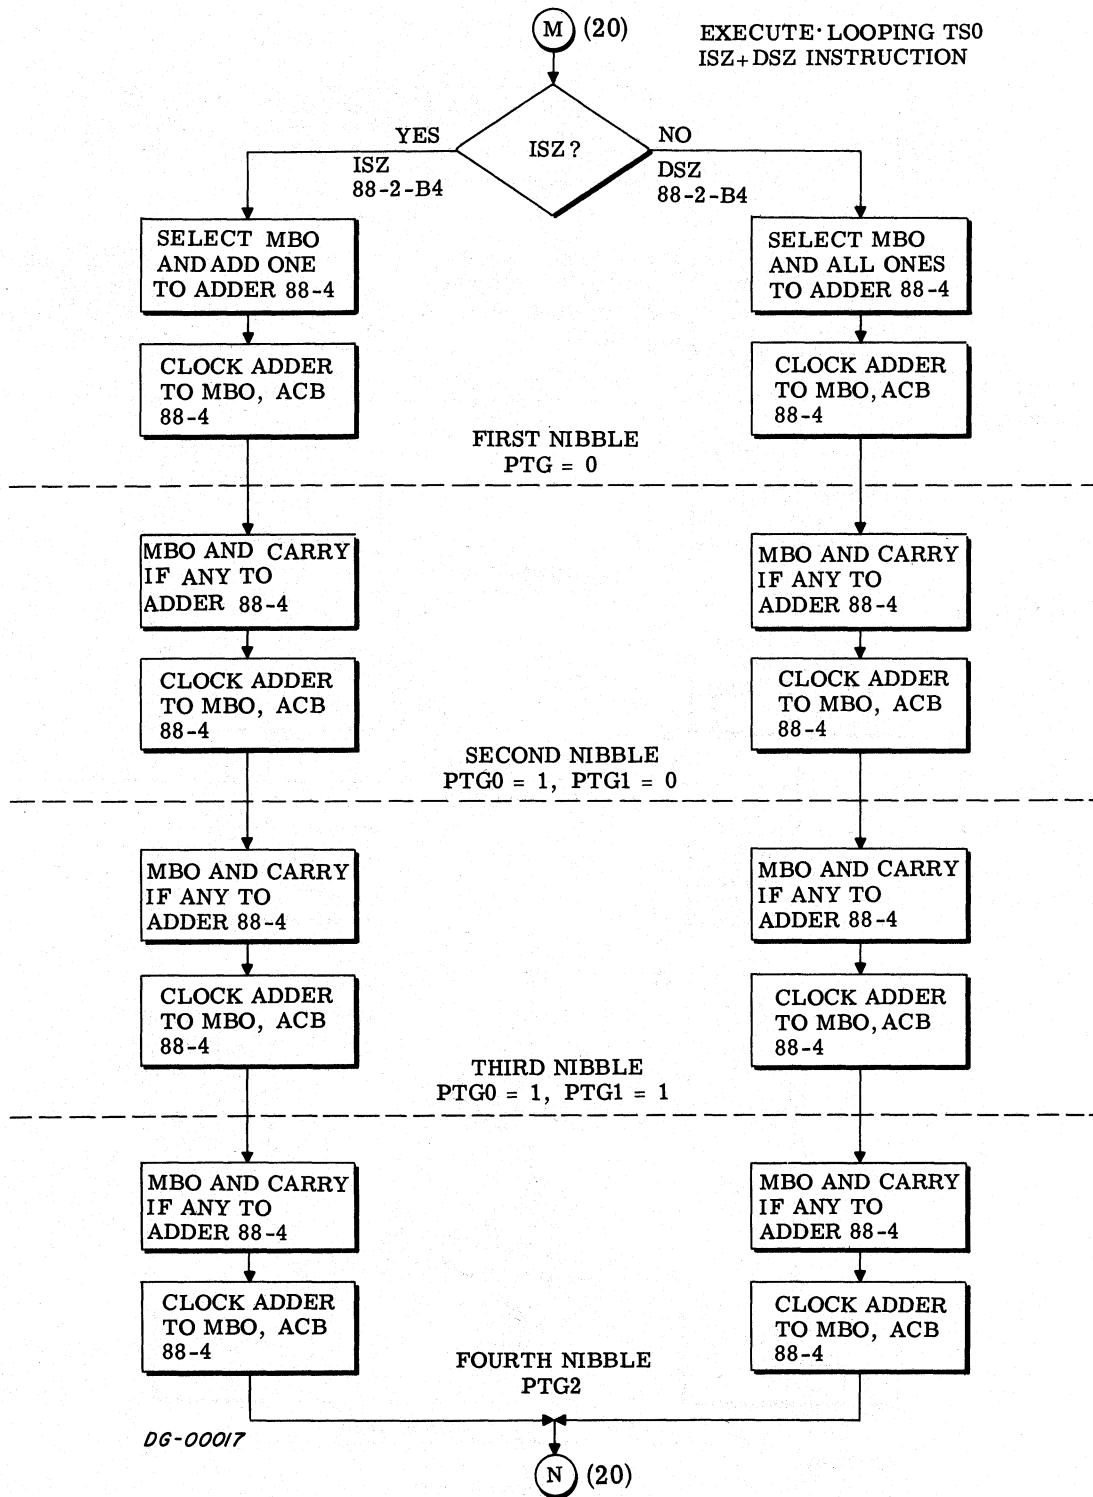 M (20)
EXECUTE·LOOPING TS0
ISZ+DSZ INSTRUCTION
ISZ?
YES
ISZ
88-2-B4
NO
DSZ
88-2-B4
SELECT MBO
AND ADD ONE
TO ADDER 88-4
SELECT MBO
AND ALL ONES
TO ADDER 88-4
CLOCK ADDER
TO MBO, ACB
88-4
CLOCK ADDER
TO MBO, ACB
88-4
FIRST NIBBLE
PTG = 0
MBO AND CARRY
IF ANY TO
ADDER 88-4
MBO AND CARRY
IF ANY TO
ADDER 88-4
CLOCK ADDER
TO MBO, ACB
88-4
CLOCK ADDER
TO MBO, ACB
88-4
SECOND NIBBLE
PTG0 = 1, PTG1 = 0
MBO AND CARRY
IF ANY TO
ADDER 88-4
MBO AND CARRY
IF ANY TO
ADDER 88-4
CLOCK ADDER
TO MBO, ACB
88-4
CLOCK ADDER
TO MBO, ACB
88-4
THIRD NIBBLE
PTG0 = 1, PTG1 = 1
MBO AND CARRY
IF ANY TO
ADDER 88-4
MBO AND CARRY
IF ANY TO
ADDER 88-4
CLOCK ADDER
TO MBO, ACB
88-4
CLOCK ADDER
TO MBO, ACB
88-4
FOURTH NIBBLE
PTG2
DG-00017
N (20)